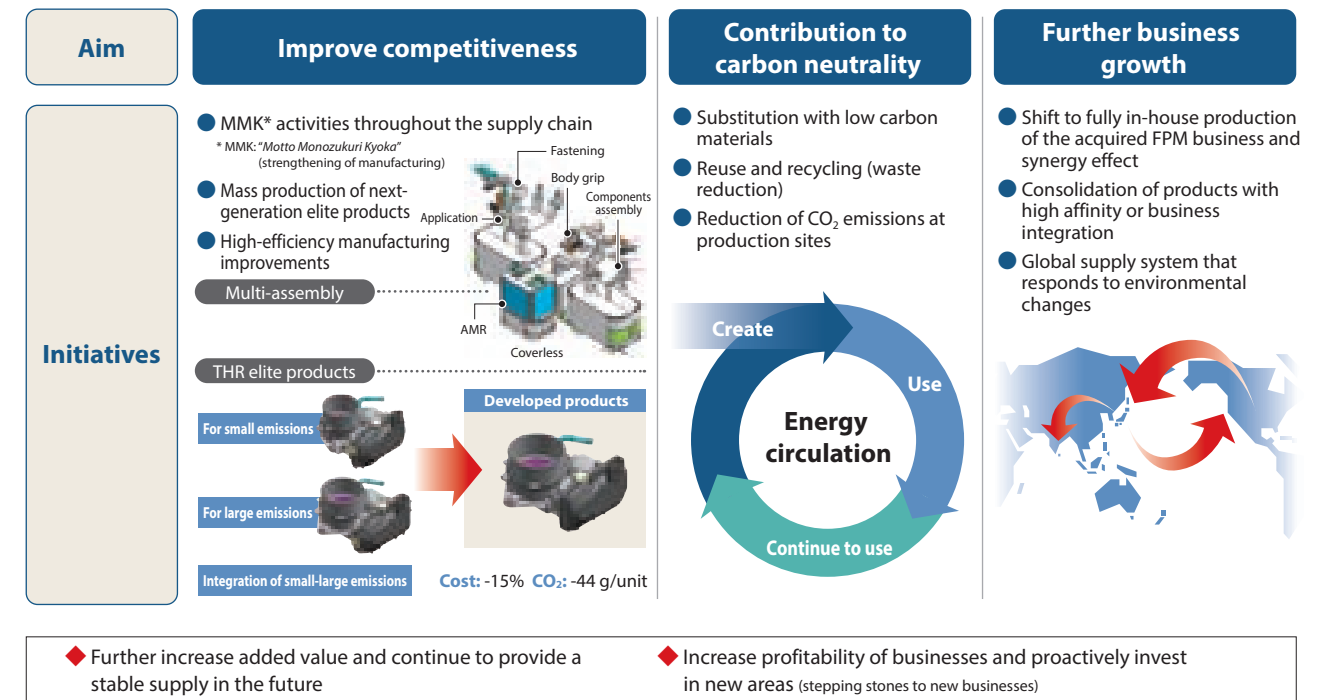 Aim
Improve competitiveness
Contribution to
carbon neutrality
Further business
growth
Initiatives
MMK* activities throughout the supply chain
* MMK: “Motto Monozukuri Kyoka”
(strengthening of manufacturing)
Mass production of next-
generation elite products
High-efficiency manufacturing
improvements
Multi-assembly
Fastening
Body grip
Components
assembly
Application
AMR
Coverless
THR elite products
For small emissions
For large emissions
Integration of small-large emissions
Developed products
Cost: -15% CO₂: -44 g/unit
Substitution with low carbon
materials
Reuse and recycling (waste
reduction)
Reduction of CO₂ emissions at
production sites
Create
Use
Continue to use
Energy
circulation
Shift to fully in-house production
of the acquired FPM business and
synergy effect
Consolidation of products with
high affinity or business
integration
Global supply system that
responds to environmental
changes
Further increase added value and continue to provide a
stable supply in the future
Increase profitability of businesses and proactively invest
in new areas (stepping stones to new businesses)